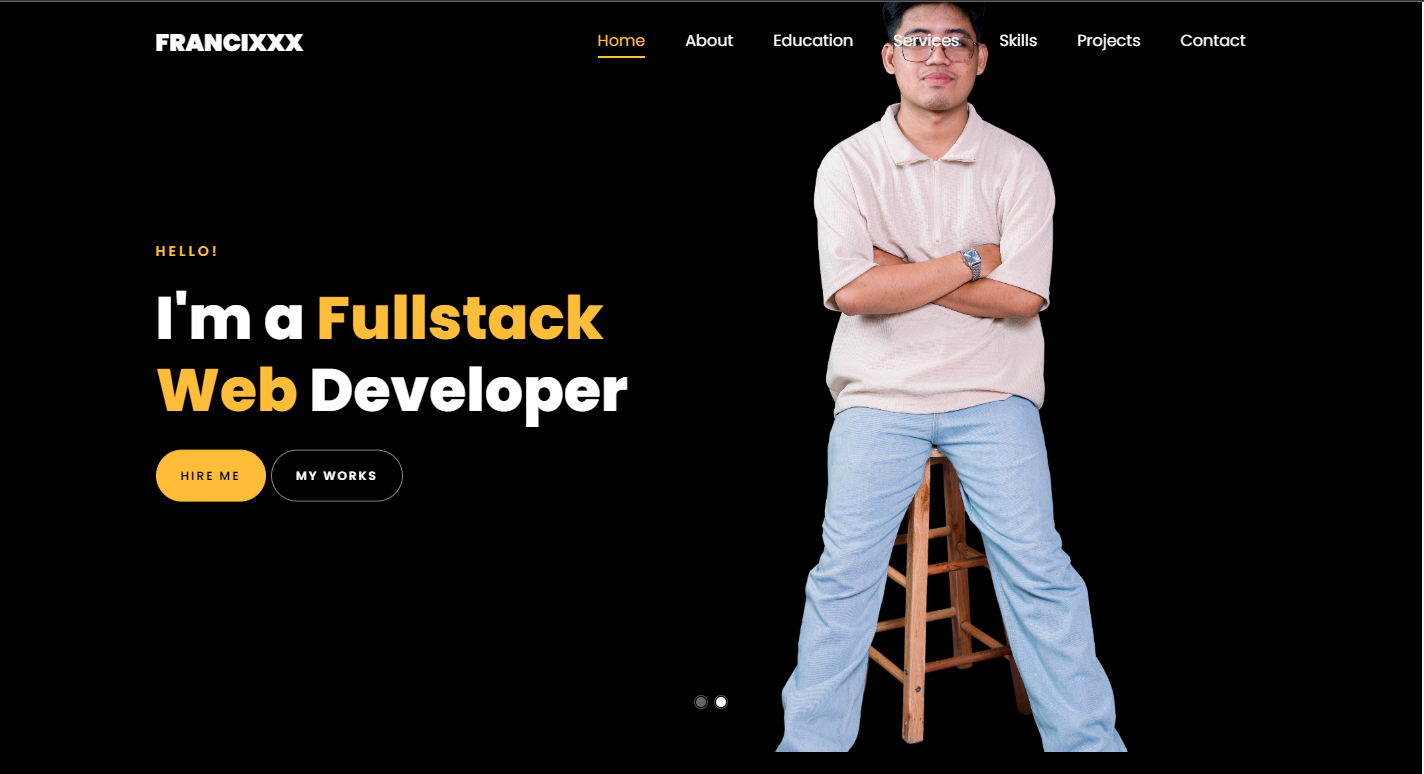 FRANCIXXX
Home About Education Services Skills Projects Contact
HELLO!
I'm a Fullstack
Web Developer
HIRE ME MY WORKS